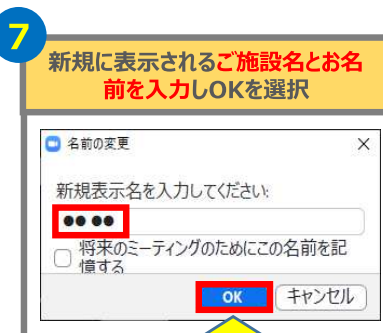 7
新規に表示されるご施設名とお名
前を入力しOKを選択
名前の変更
新規表示名を入力してください:
●● ●●
将来のミーティングのためにこの名前を記
憶する
OK キャンセル